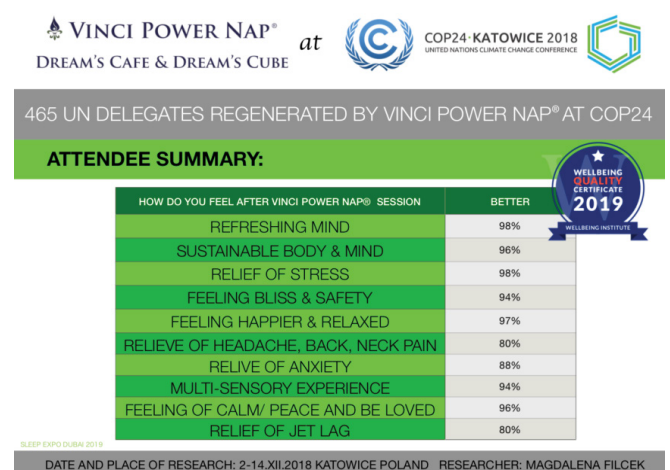 VINCI POWER NAP®
DREAM'S CAFE & DREAM'S CUBE
at
COP24·KATOWICE 2018
UNITED NATIONS CLIMATE CHANGE CONFERENCE
465 UN DELEGATES REGENERATED BY VINCI POWER NAP® AT COP24
ATTENDEE SUMMARY:
WELLBEING
QUALITY
CERTIFICATE
2019
WELLBEING INSTITUTE
HOW DO YOU FEEL AFTER VINCI POWER NAP® SESSION BETTER
REFRESHING MIND 98%
SUSTAINABLE BODY & MIND 96%
RELIEF OF STRESS 98%
FEELING BLISS & SAFETY 94%
FEELING HAPPIER & RELAXED 97%
RELIEVE OF HEADACHE, BACK, NECK PAIN 80%
RELIVE OF ANXIETY 88%
MULTI-SENSORY EXPERIENCE 94%
FEELING OF CALM/ PEACE AND BE LOVED 96%
RELIEF OF JET LAG 80%
SLEEP EXPO DUBAI 2019
DATE AND PLACE OF RESEARCH: 2-14.XII.2018 KATOWICE POLAND RESEARCHER: MAGDALENA FILCEK